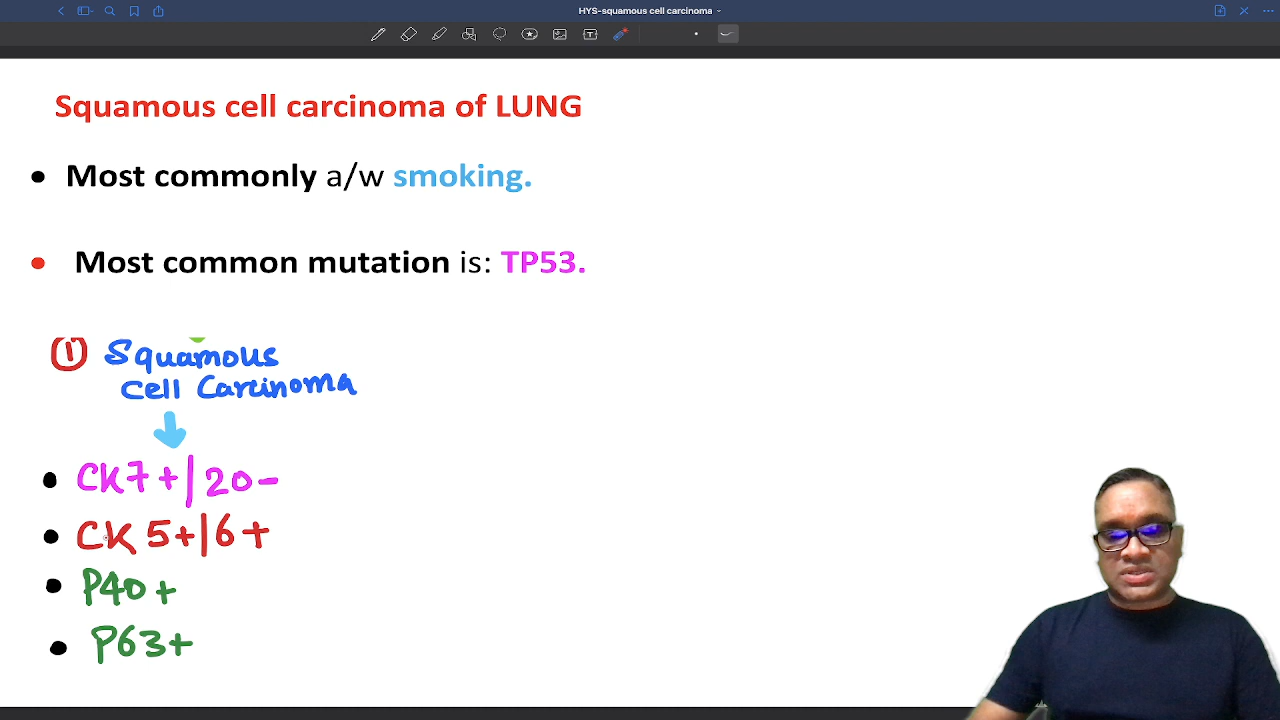 HYS-squamous cell carcinoma
Squamous cell carcinoma of LUNG
• Most commonly a/w smoking.
• Most common mutation is: TP53.
① Squamous
Cell Carcinoma
• CK7+|20-
• CK 5+|6+
• P40+
• P63+